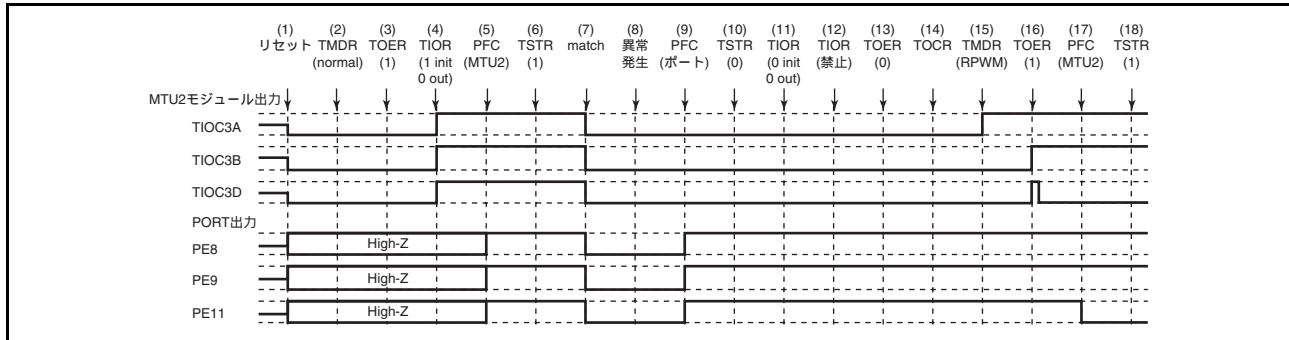 (1) (2) (3) (4) (5) (6) (7) (8) (9) (10) (11) (12) (13) (14) (15) (16) (17) (18)
リセット TMDR TOER TIOR PFC TSTR match 異常 PFC TSTR TIOR TIOR TOER TOCR TMDR TOER PFC TSTR
(normal) (1) (1 init (MTU2) (1) 発生 (ポート) (0) (0 init (禁止) (0) (RPWM) (1) (MTU2) (1)
0 out) 0 out)
MTU2モジュール出力
TIOC3A
TIOC3B
TIOC3D
PORT出力
PE8 High-Z
PE9 High-Z
PE11 High-Z